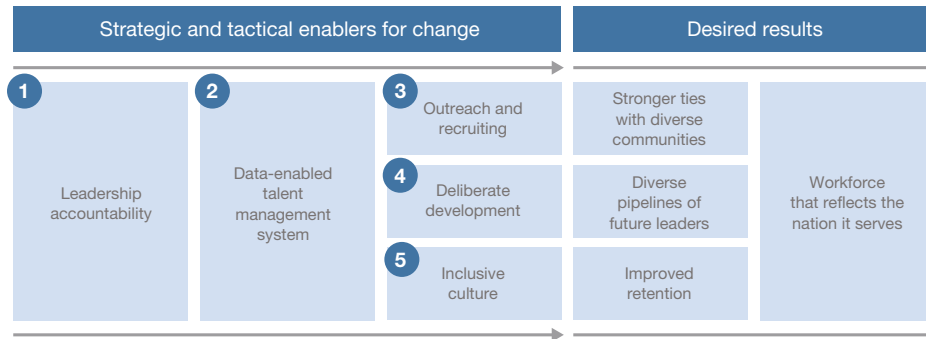 Strategic and tactical enablers for change
Desired results
1
Leadership
accountability
2
Data-enabled
talent
management
system
3
Outreach and
recruiting
4
Deliberate
development
5
Inclusive
culture
Stronger ties
with diverse
communities
Diverse
pipelines of
future leaders
Improved
retention
Workforce
that reflects the
nation it serves